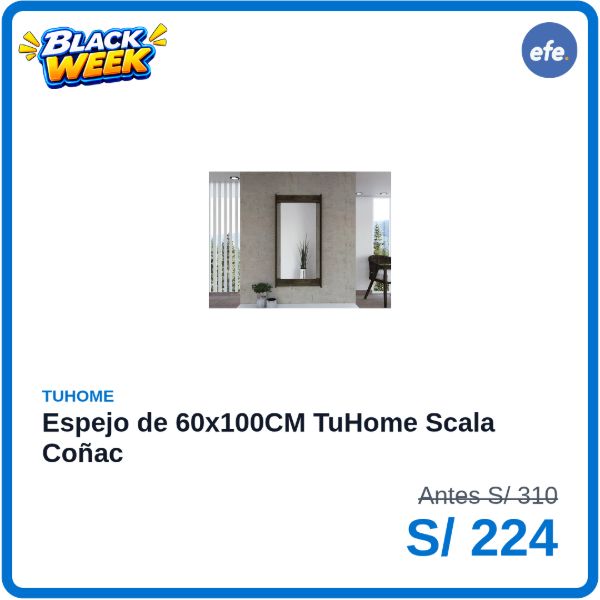 BLACK
WEEK
efe.
TUHOME
Espejo de 60x100CM TuHome Scala
Coñac
Antes S/ 310
S/ 224